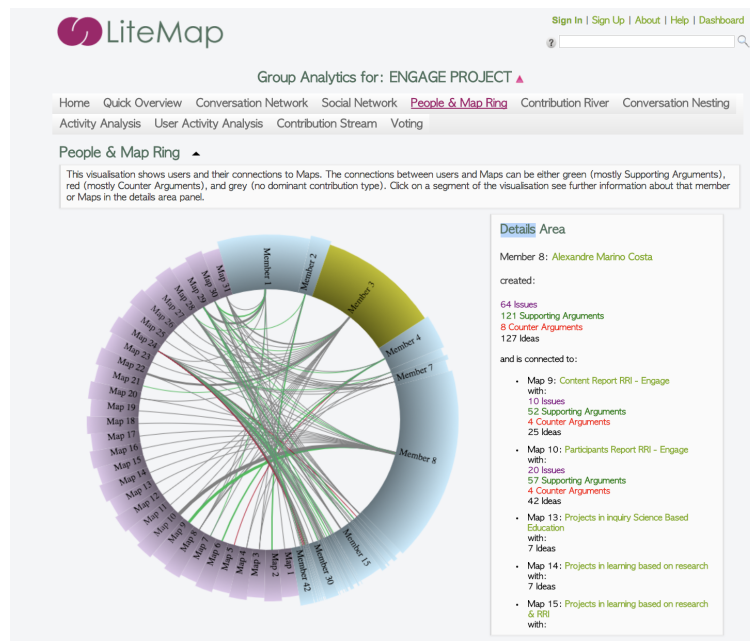 LiteMap
Sign In | Sign Up | About | Help | Dashboard
?
Group Analytics for: ENGAGE PROJECT
Home Quick Overview Conversation Network Social Network People & Map Ring Contribution River Conversation Nesting
Activity Analysis User Activity Analysis Contribution Stream Voting
People & Map Ring
This visualisation shows users and their connections to Maps. The connections between users and Maps can be either green (mostly Supporting Arguments),
red (mostly Counter Arguments), and grey (no dominant contribution type). Click on a segment of the visualisation see further information about that member
or Maps in the details area panel.
Member 1
Member 2
Member 3
Member 4
Member 7
Member 8
Member 15
Member 30
Member 42
Map 1
Map 2
Map 3
Map 4
Map 5
Map 6
Map 7
Map 8
Map 9
Map 10
Map 11
Map 12
Map 13
Map 14
Map 15
Map 16
Map 17
Map 18
Map 19
Map 20
Map 21
Map 22
Map 23
Map 24
Map 25
Map 26
Map 27
Map 28
Map 29
Map 30
Map 31
Details Area
Member 8: Alexandre Marino Costa
created:
64 Issues
121 Supporting Arguments
8 Counter Arguments
127 Ideas
and is connected to:
• Map 9: Content Report RRI - Engage
with:
10 Issues
52 Supporting Arguments
4 Counter Arguments
25 Ideas
• Map 10: Participants Report RRI - Engage
with:
20 Issues
57 Supporting Arguments
4 Counter Arguments
42 Ideas
• Map 13: Projects in inquiry Science Based
Education
with:
7 Ideas
• Map 14: Projects in learning based on research
with:
7 Ideas
• Map 15: Projects in learning based on research
& RRI
with: